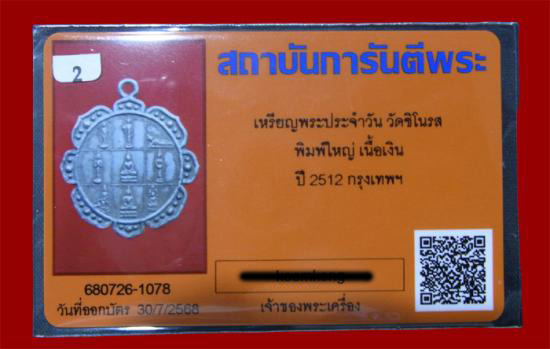 2
สถาบันการันตีพระ
เหรียญพระประจำวัน วัดชิโนรส
พิมพ์ใหญ่ เนื้อเงิน
ปี 2512 กรุงเทพฯ
680726-1078
วันที่ออกบัตร 30/7/2568
เจ้าของพระเครื่อง